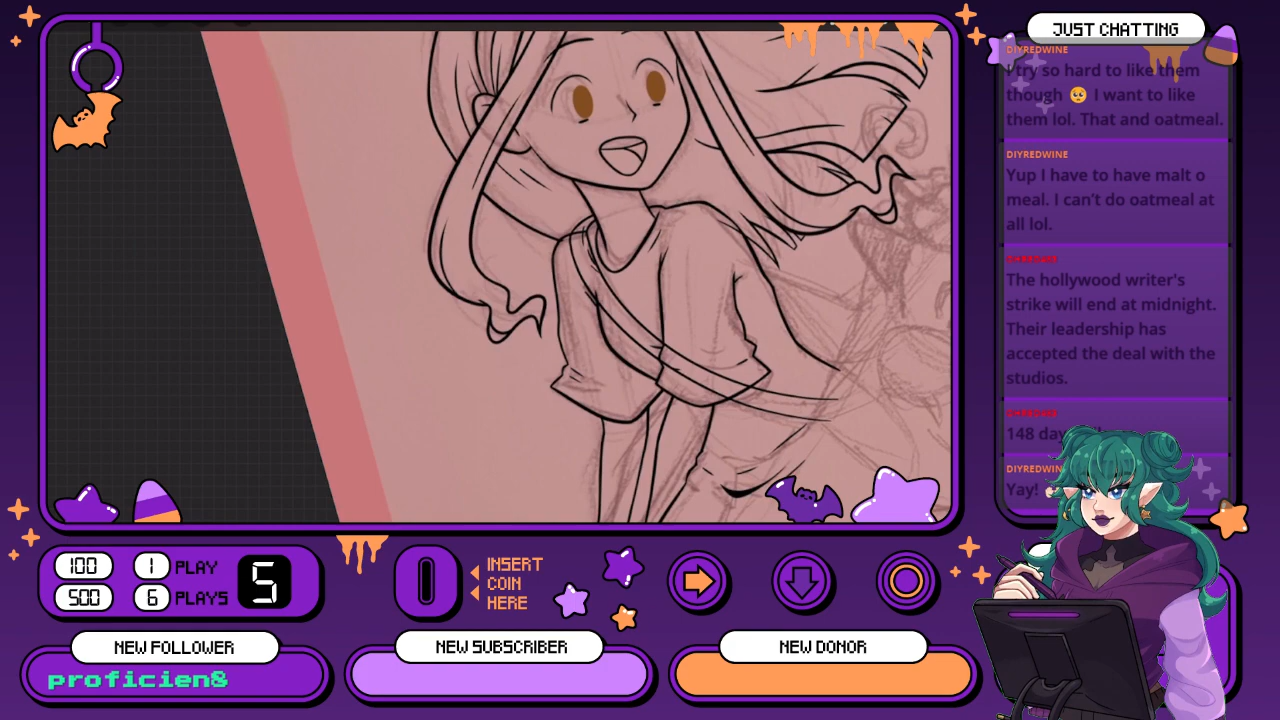 JUST CHATTING
DIYREDWINE
I try so hard to like them
though 🥺 I want to like
them lol. That and oatmeal.
DIYREDWINE
Yup I have to have malt o
meal. I can't do oatmeal at
all lol.
The hollywood writer's
strike will end at midnight.
Their leadership has
accepted the deal with the
studios.
148
Yay!
100
1 PLAY
500
6 PLAYS
5
INSERT
COIN
HERE
NEW FOLLOWER
proficien&
NEW SUBSCRIBER
NEW DONOR